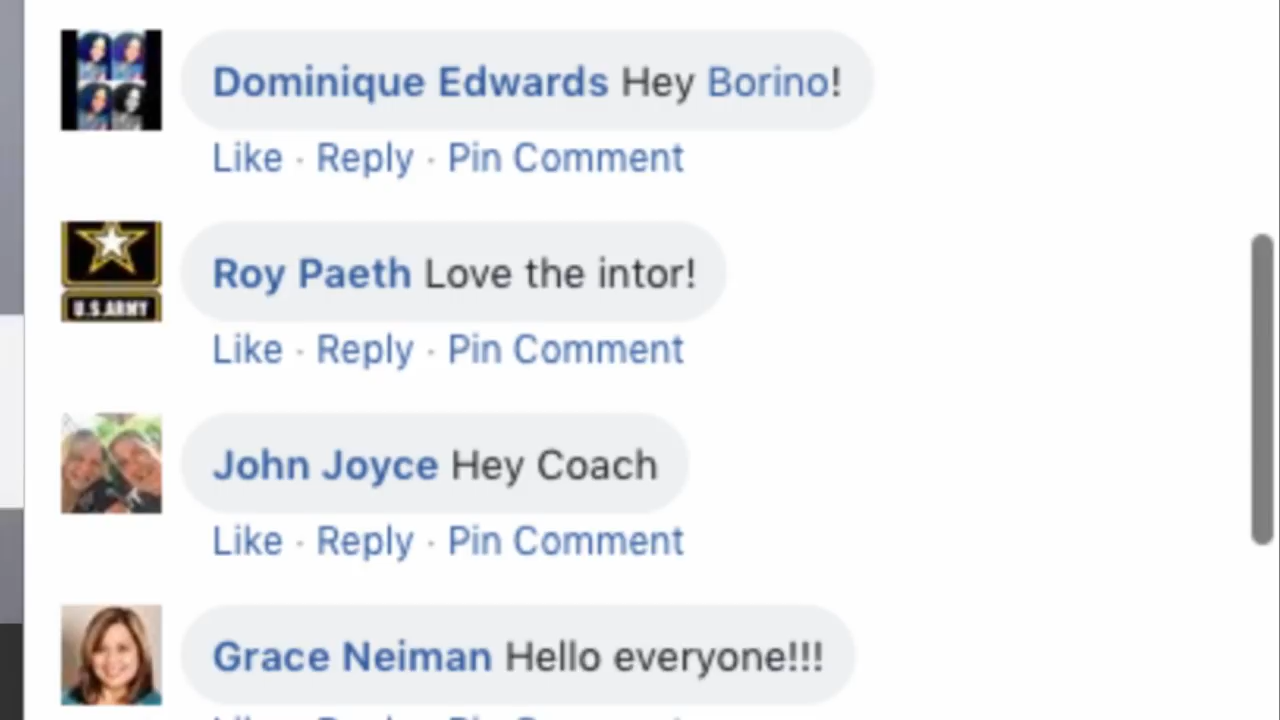 Dominique Edwards Hey Borino!
Like · Reply · Pin Comment
U.S.ARMY
Roy Paeth Love the intor!
Like · Reply · Pin Comment
John Joyce Hey Coach
Like · Reply · Pin Comment
Grace Neiman Hello everyone!!!